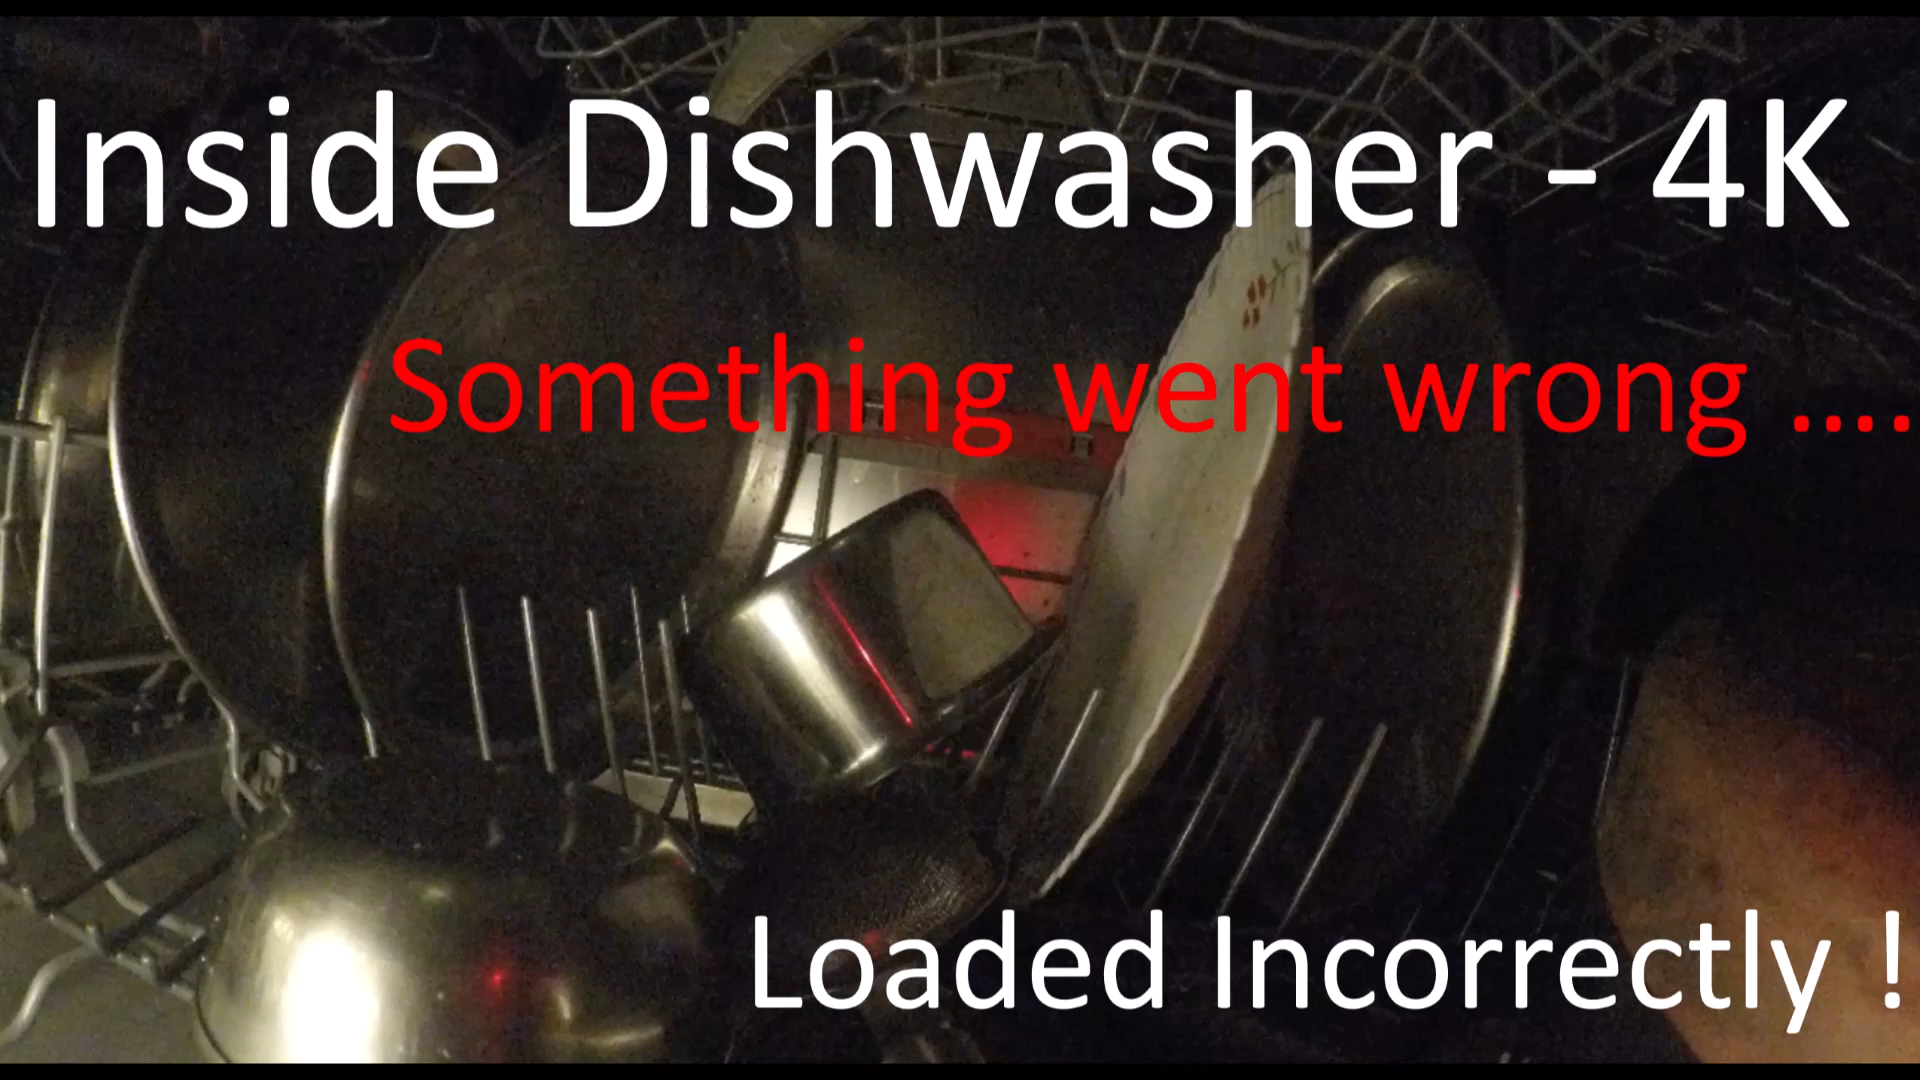 Inside Dishwasher - 4K
Something went wrong ....
Loaded Incorrectly !